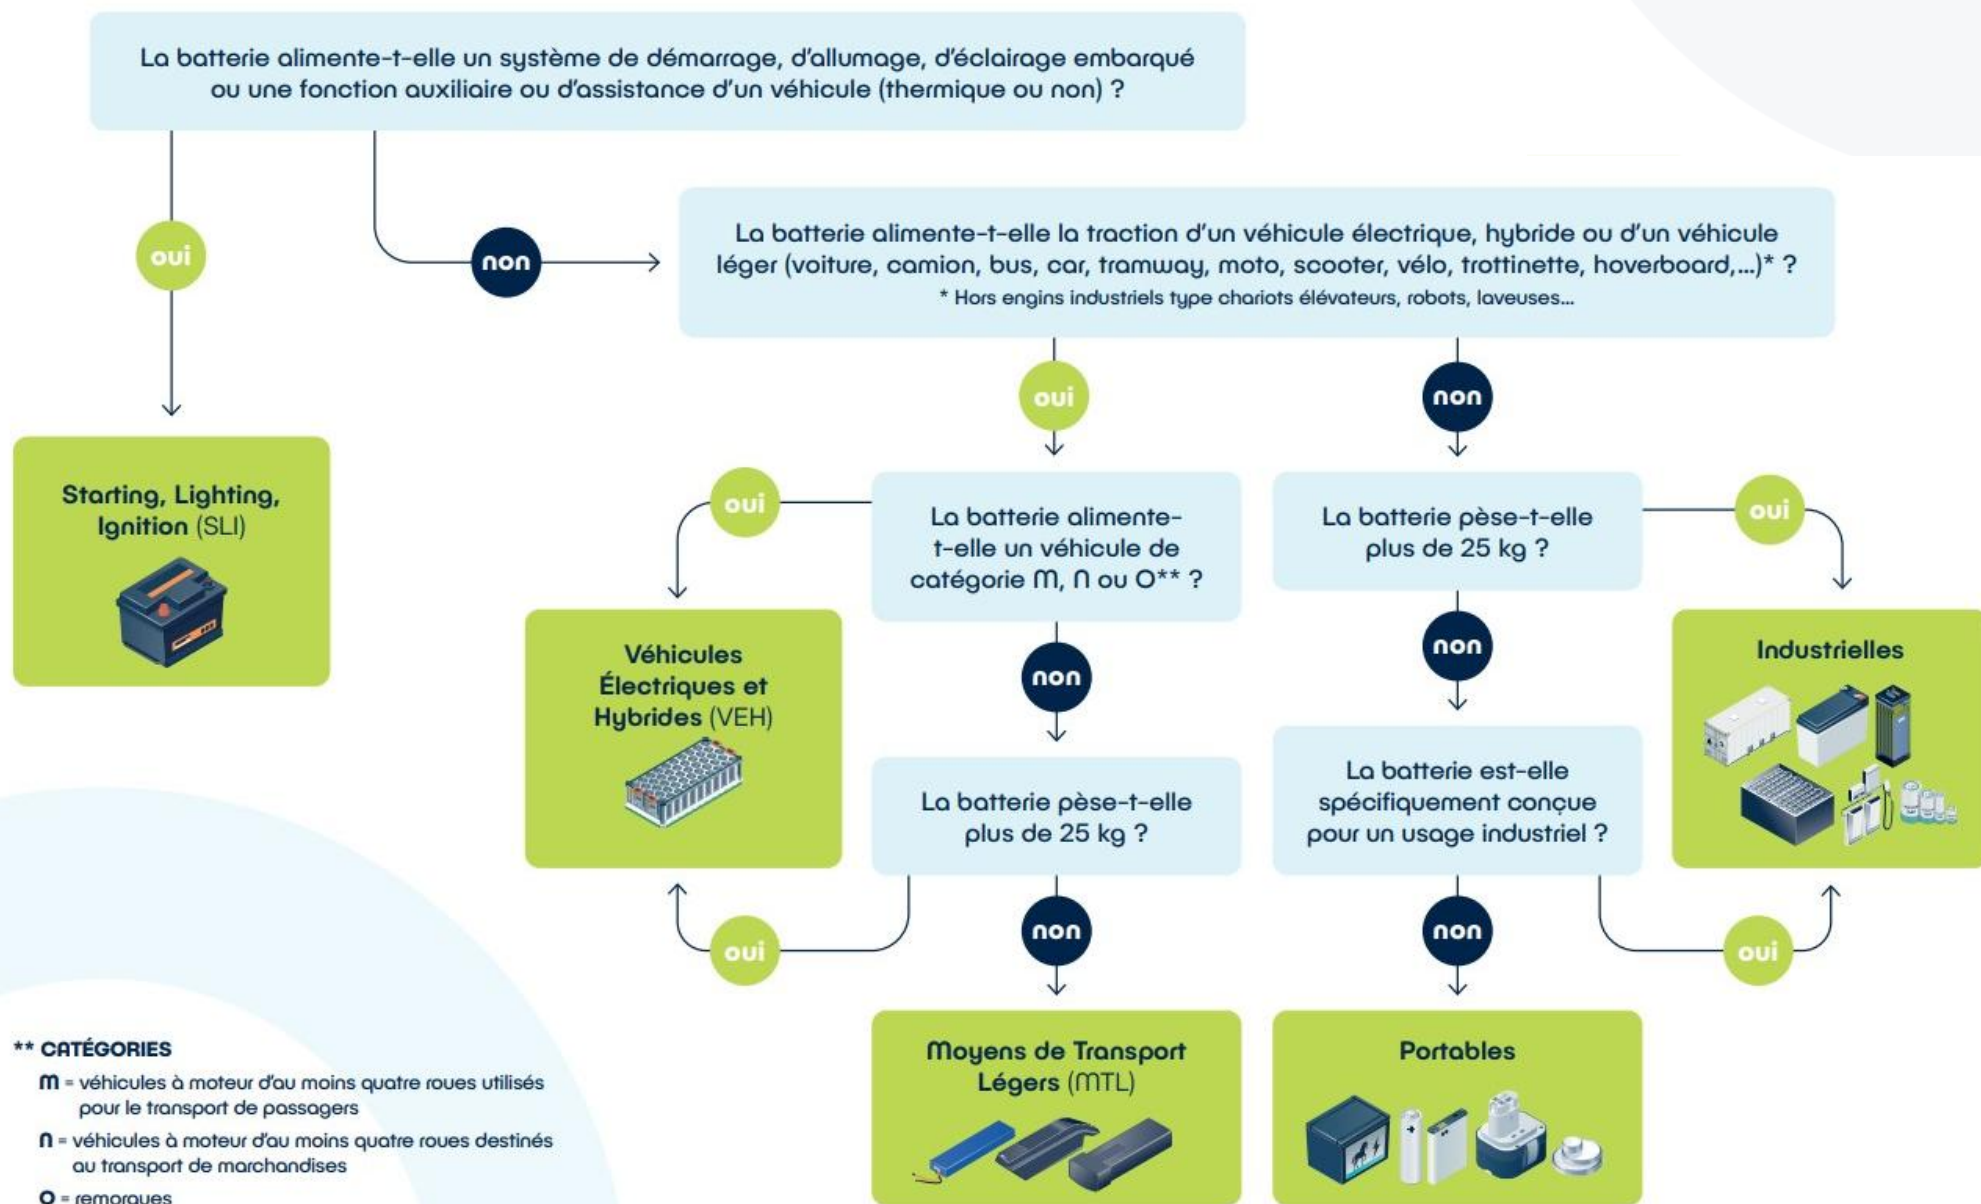 La batterie alimente-t-elle un système de démarrage, d'allumage, d'éclairage embarqué
ou une fonction auxiliaire ou d'assistance d'un véhicule (thermique ou non) ?
oui
non
La batterie alimente-t-elle la traction d'un véhicule électrique, hybride ou d'un véhicule
léger (voiture, camion, bus, car, tramway, moto, scooter, vélo, trottinette, hoverboard,...)* ?
* Hors engins industriels type chariots élévateurs, robots, laveuses...
oui
non
Starting, Lighting,
Ignition (SLI)
oui
La batterie alimente-
t-elle un véhicule de
catégorie M, N ou O** ?
La batterie pèse-t-elle
plus de 25 kg ?
oui
Véhicules
Électriques et
Hybrides (VEH)
non
non
Industrielles
La batterie pèse-t-elle
plus de 25 kg ?
La batterie est-elle
spécifiquement conçue
pour un usage industriel ?
oui
non
non
oui
Moyens de Transport
Légers (MTL)
Portables
** CATÉGORIES
M = véhicules à moteur d'au moins quatre roues utilisés
pour le transport de passagers
N = véhicules à moteur d'au moins quatre roues destinés
au transport de marchandises
O = remorques